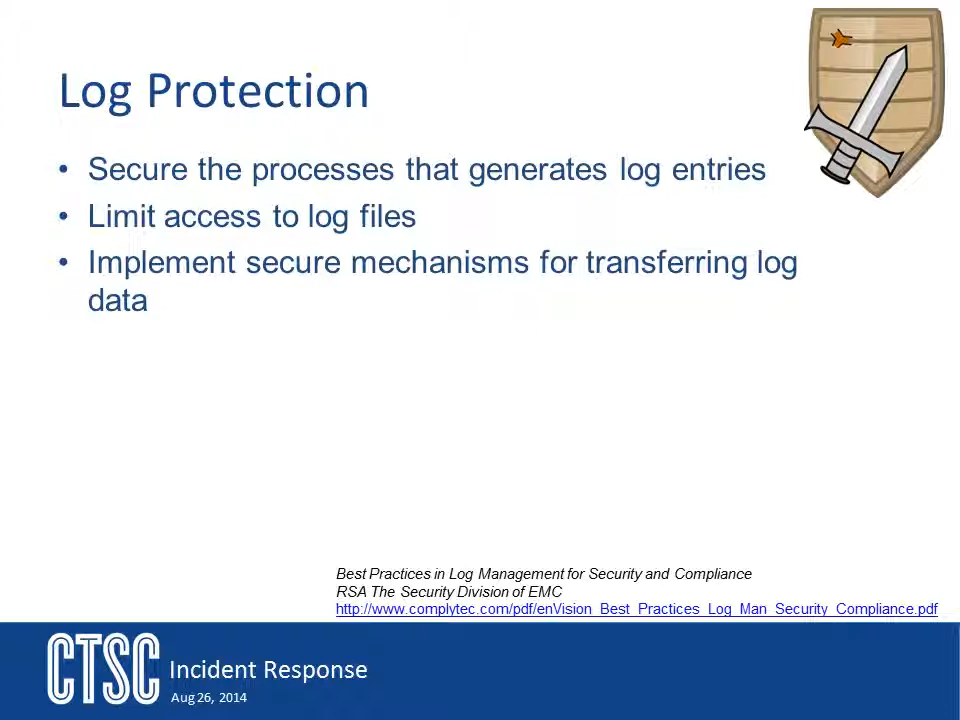 Log Protection
• Secure the processes that generates log entries
• Limit access to log files
• Implement secure mechanisms for transferring log
data
Best Practices in Log Management for Security and Compliance
RSA The Security Division of EMC
http://www.complytec.com/pdf/enVision_Best_Practices_Log_Man_Security_Compliance.pdf
CTSC
Incident Response
Aug 26, 2014